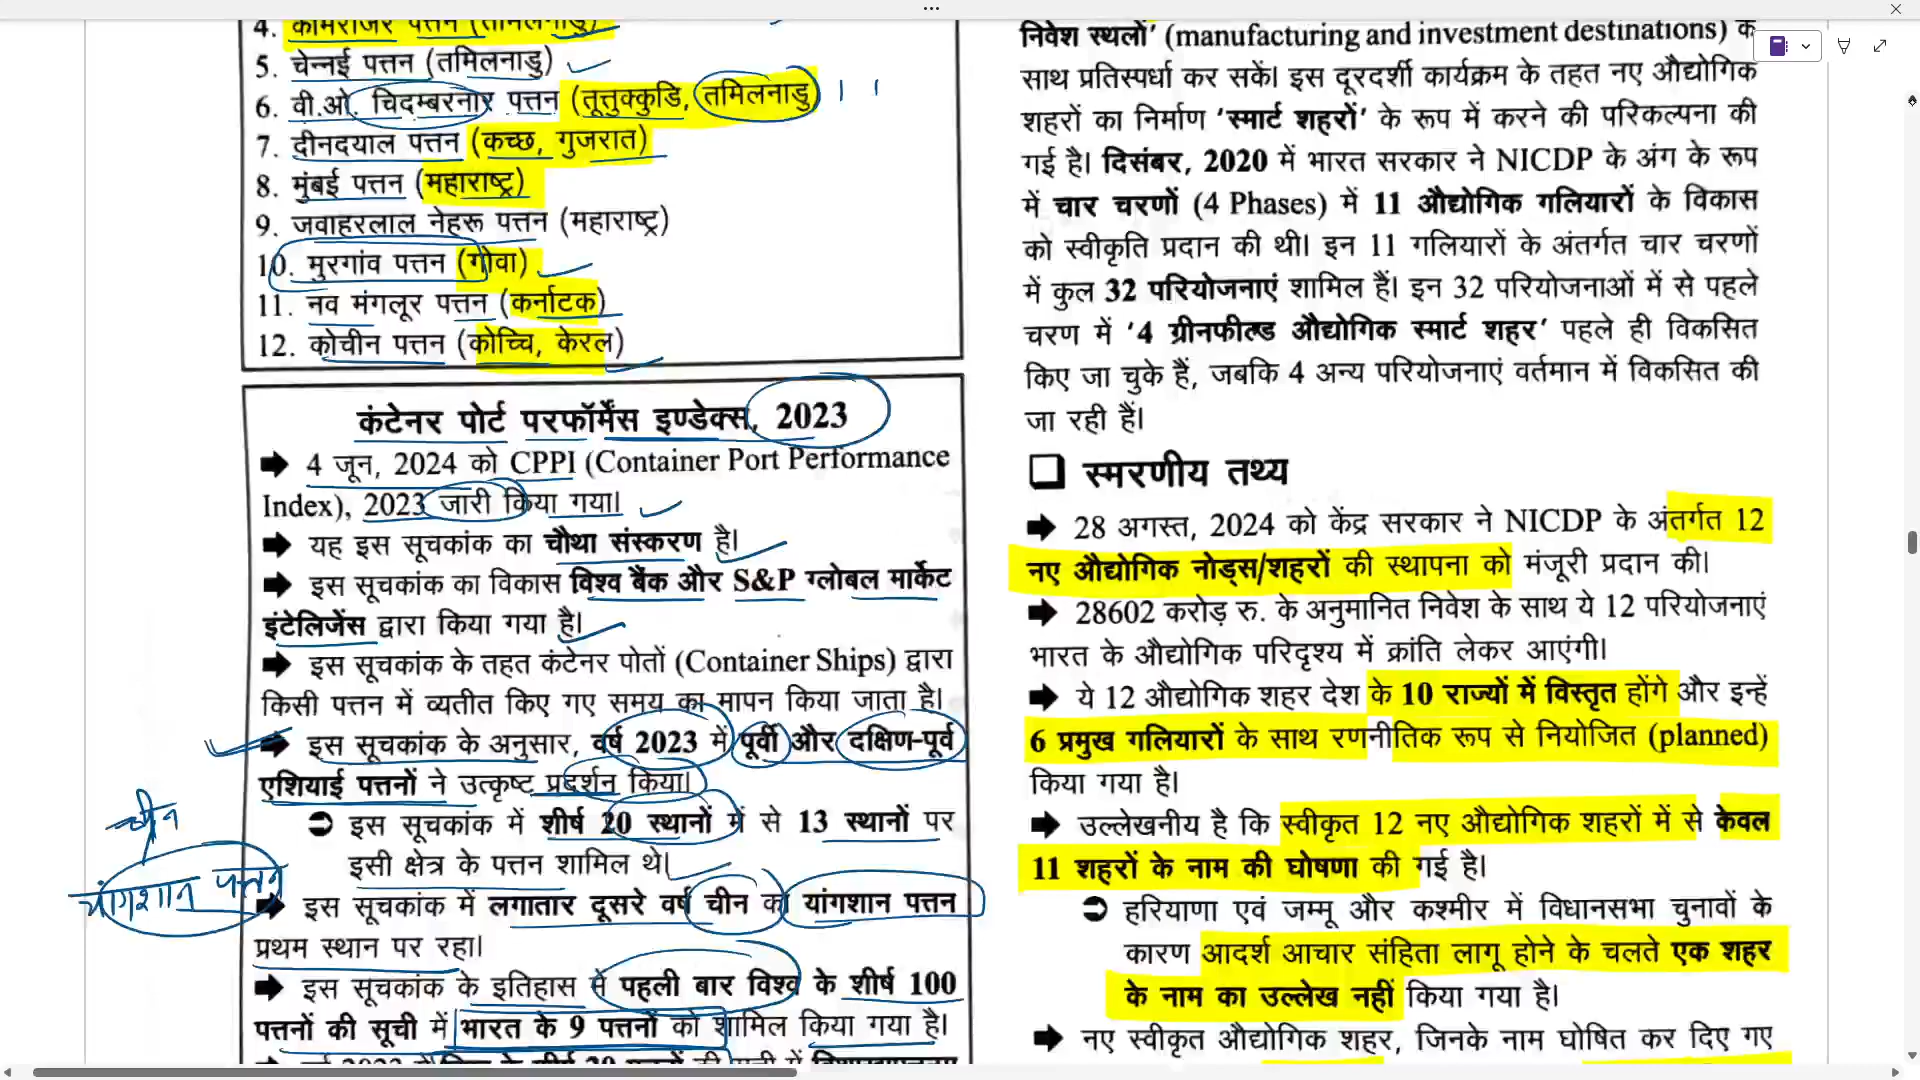 4. कामराजर पत्तन (तमिलनाडु)
5. चेन्नई पत्तन (तमिलनाडु)
6. वी.ओ. चिदम्बरनार पत्तन (तूत्तुक्कुडि, तमिलनाडु)
7. दीनदयाल पत्तन (कच्छ, गुजरात)
8. मुंबई पत्तन (महाराष्ट्र)
9. जवाहरलाल नेहरू पत्तन (महाराष्ट्र)
10. मुरगांव पत्तन (गोवा)
11. नव मंगलूर पत्तन (कर्नाटक)
12. कोचीन पत्तन (कोच्चि, केरल)
कंटेनर पोर्ट परफॉर्मेंस इण्डेक्स, 2023
➡ 4 जून, 2024 को CPPI (Container Port Performance
Index), 2023 जारी किया गया।
➡ यह इस सूचकांक का चौथा संस्करण है।
➡ इस सूचकांक का विकास विश्व बैंक और S&P ग्लोबल मार्केट
इंटेलिजेंस द्वारा किया गया है।
➡ इस सूचकांक के तहत कंटेनर पोतों (Container Ships) द्वारा
किसी पत्तन में व्यतीत किए गए समय का मापन किया जाता है।
➡ इस सूचकांक के अनुसार, वर्ष 2023 में पूर्वी और दक्षिण-पूर्व
एशियाई पत्तनों ने उत्कृष्ट प्रदर्शन किया।
➲ इस सूचकांक में शीर्ष 20 स्थानों में से 13 स्थानों पर
इसी क्षेत्र के पत्तन शामिल थे।
चीन
यांगशान पत्तन
➡ इस सूचकांक में लगातार दूसरे वर्ष चीन का यांगशान पत्तन
प्रथम स्थान पर रहा।
➡ इस सूचकांक के इतिहास में पहली बार विश्व के शीर्ष 100
पत्तनों की सूची में भारत के 9 पत्तनों को शामिल किया गया है।
निवेश स्थलों' (manufacturing and investment destinations) के
साथ प्रतिस्पर्धा कर सकें। इस दूरदर्शी कार्यक्रम के तहत नए औद्योगिक
शहरों का निर्माण 'स्मार्ट शहरों' के रूप में करने की परिकल्पना की
गई है। दिसंबर, 2020 में भारत सरकार ने NICDP के अंग के रूप
में चार चरणों (4 Phases) में 11 औद्योगिक गलियारों के विकास
को स्वीकृति प्रदान की थी। इन 11 गलियारों के अंतर्गत चार चरणों
में कुल 32 परियोजनाएं शामिल हैं। इन 32 परियोजनाओं में से पहले
चरण में '4 ग्रीनफील्ड औद्योगिक स्मार्ट शहर' पहले ही विकसित
किए जा चुके हैं, जबकि 4 अन्य परियोजनाएं वर्तमान में विकसित की
जा रही हैं।
❑ स्मरणीय तथ्य
➡ 28 अगस्त, 2024 को केंद्र सरकार ने NICDP के अंतर्गत 12
नए औद्योगिक नोड्स/शहरों की स्थापना को मंजूरी प्रदान की।
➡ 28602 करोड़ रु. के अनुमानित निवेश के साथ ये 12 परियोजनाएं
भारत के औद्योगिक परिदृश्य में क्रांति लेकर आएंगी।
➡ ये 12 औद्योगिक शहर देश के 10 राज्यों में विस्तृत होंगे और इन्हें
6 प्रमुख गलियारों के साथ रणनीतिक रूप से नियोजित (planned)
किया गया है।
➡ उल्लेखनीय है कि स्वीकृत 12 नए औद्योगिक शहरों में से केवल
11 शहरों के नाम की घोषणा की गई है।
➲ हरियाणा एवं जम्मू और कश्मीर में विधानसभा चुनावों के
कारण आदर्श आचार संहिता लागू होने के चलते एक शहर
के नाम का उल्लेख नहीं किया गया है।
➡ नए स्वीकृत औद्योगिक शहर, जिनके नाम घोषित कर दिए गए